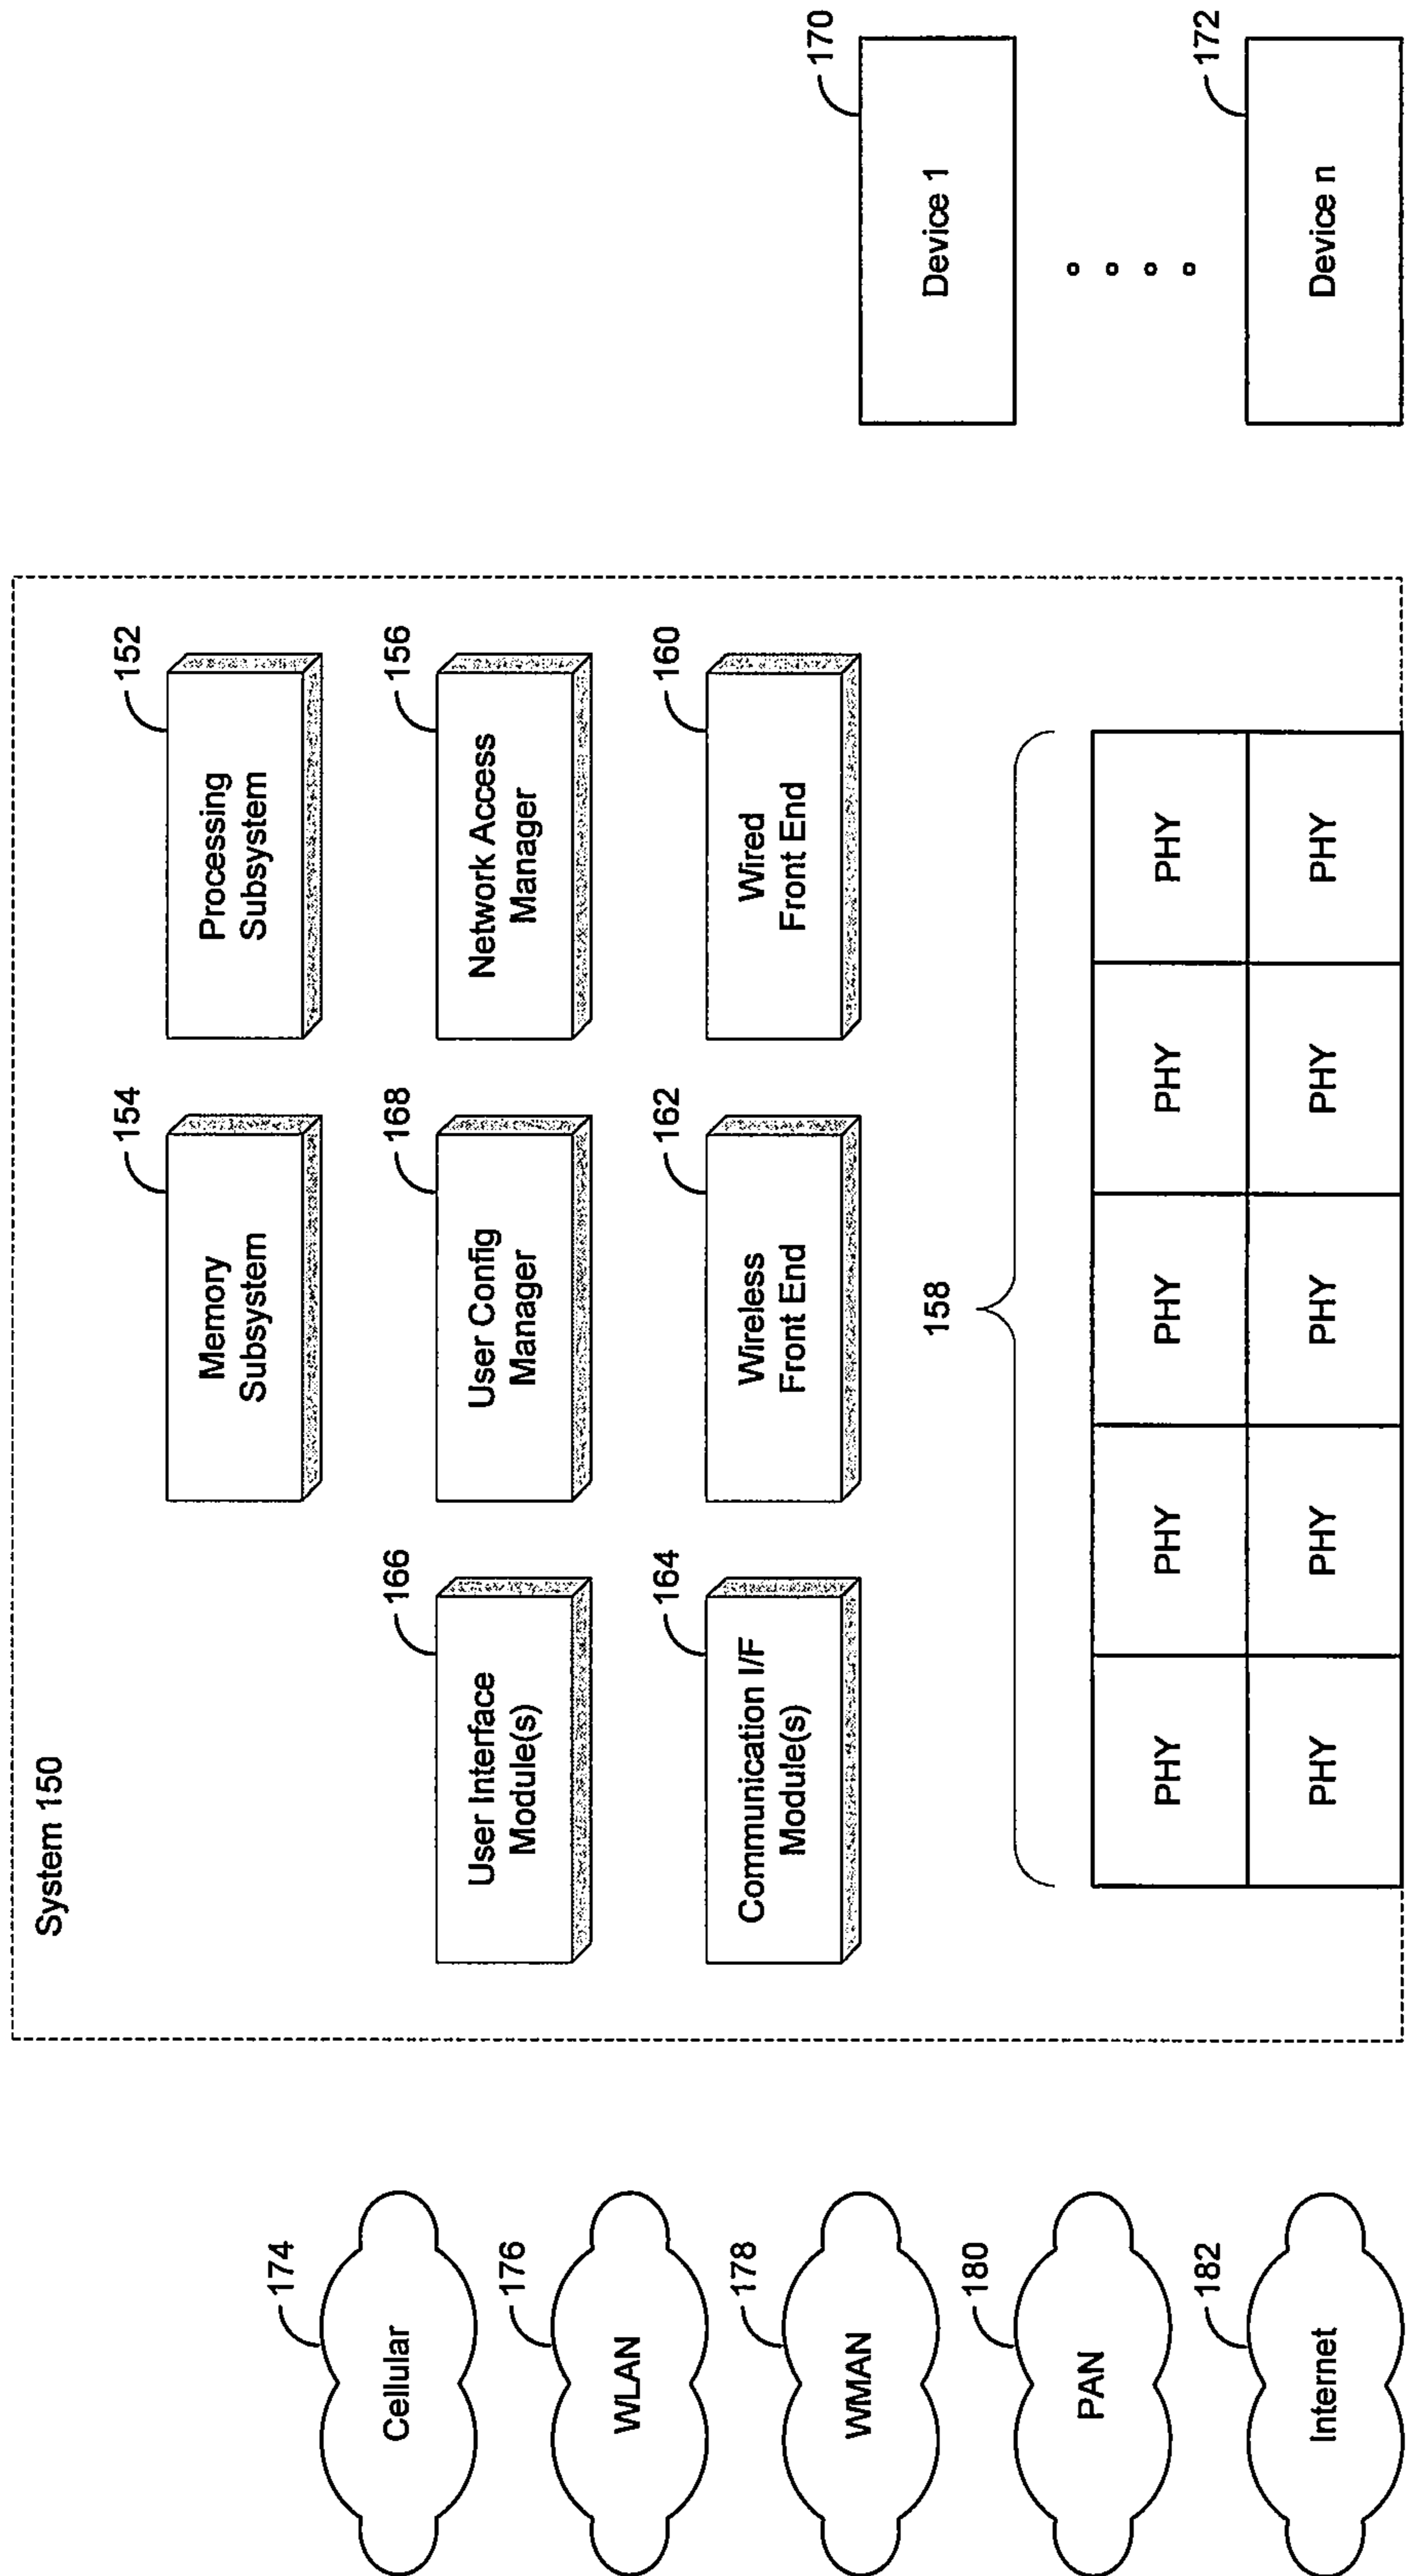 System 150
152
Processing
Subsystem
154
Memory
Subsystem
156
Network Access
Manager
168
User Config
Manager
166
User Interface
Module(s)
160
Wired
Front End
162
Wireless
Front End
164
Communication I/F
Module(s)
158
PHY
PHY
PHY
PHY
PHY
PHY
PHY
PHY
PHY
PHY
170
Device 1
172
Device n
174
Cellular
176
WLAN
178
WMAN
180
PAN
182
Internet